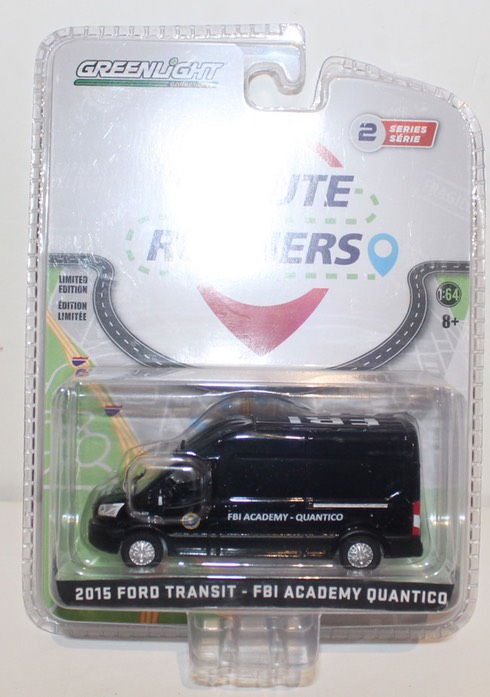 GREENLIGHT
2 SERIES
SÉRIE
RUNNERS
LIMITED
EDITION
ÉDITION
LIMITÉE
1:64
8+
FBI
FBI ACADEMY - QUANTICO
2015 FORD TRANSIT - FBI ACADEMY QUANTICO